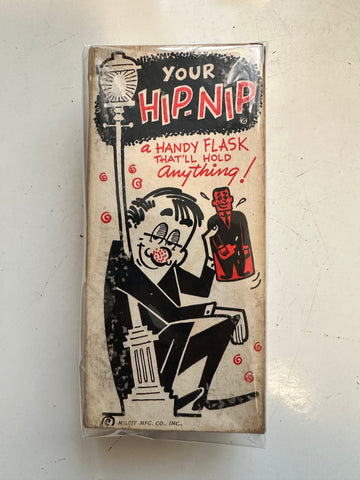 YOUR
HIP-NIP
a HANDY FLASK
THAT'LL HOLD
Anything!
MFG. CO., INC.,